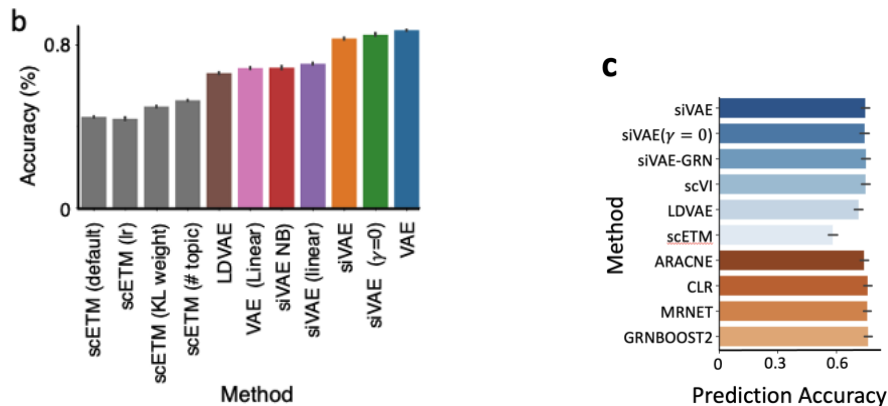 b
0.8
0
Accuracy (%)
scETM (default)
scETM (lr)
scETM (KL weight)
scETM (# topic)
LDVAE
VAE (Linear)
siVAE NB
siVAE (linear)
siVAE
siVAE (γ=0)
VAE
Method
c
Method
siVAE
siVAE(γ = 0)
siVAE-GRN
scVI
LDVAE
scETM
ARACNE
CLR
MRNET
GRNBOOST2
0 0.3 0.6
Prediction Accuracy